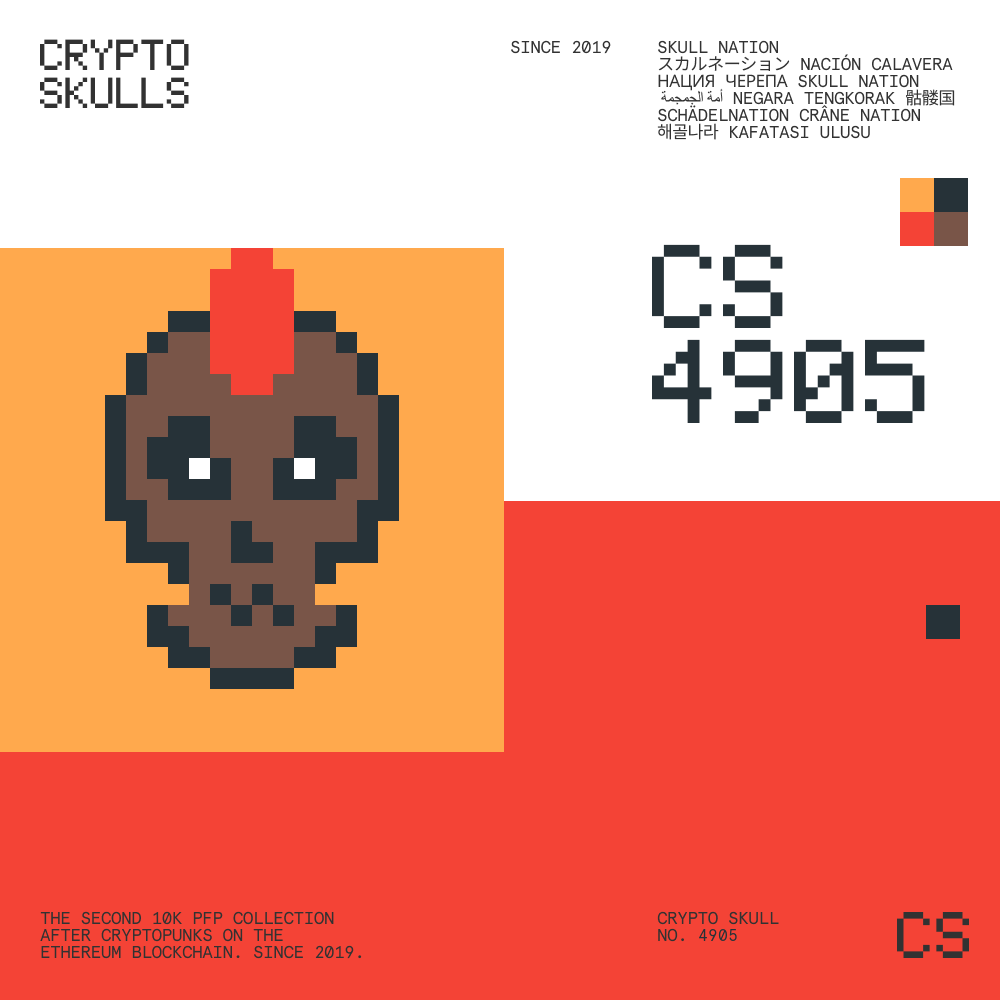 CRYPTO
SKULLS
SINCE 2019
SKULL NATION
スカルネーション NACIÓN CALAVERA
НАЦИЯ ЧЕРЕПА SKULL NATION
أمة الجمجمة NEGARA TENGKORAK 骷髅国
SCHÄDELNATION CRÂNE NATION
해골나라 KAFATASI ULUSU
CS
4905
THE SECOND 10K PFP COLLECTION
AFTER CRYPTOPUNKS ON THE
ETHEREUM BLOCKCHAIN. SINCE 2019.
CRYPTO SKULL
NO. 4905
CS